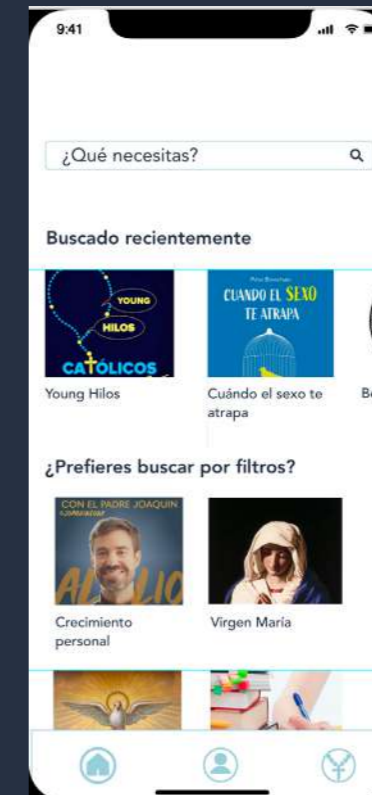 9:41
¿Qué necesitas?
Buscado recientemente
YOUNG
HILOS
CATÓLICOS
CUANDO EL SEXO
TE ATRAPA
Young Hilos
Cuándo el sexo te
atrapa
¿Prefieres buscar por filtros?
CON EL PADRE JOAQUIN
Crecimiento
personal
Virgen María